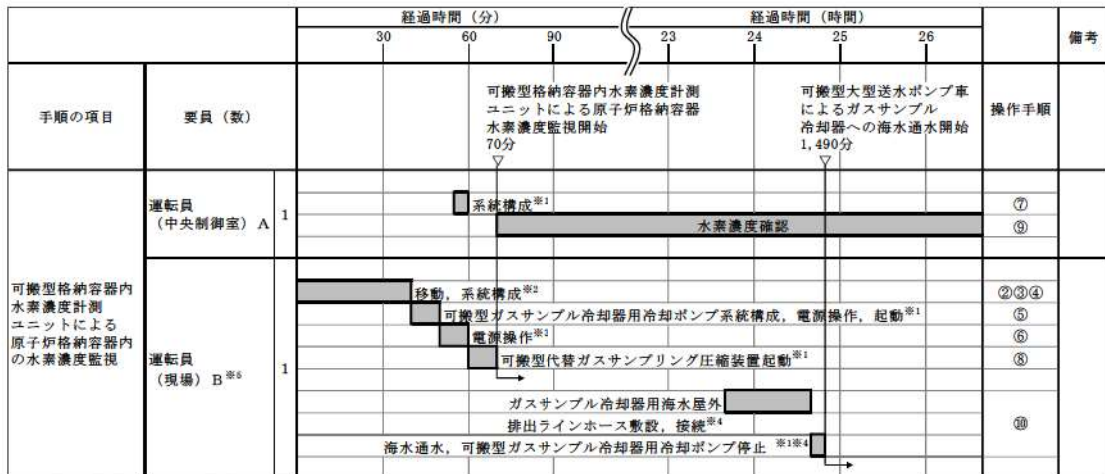 経過時間（分）
経過時間（時間）
30 60 90 23 24 25 26
備考
手順の項目
要員（数）
可搬型格納容器内水素濃度計測
ユニットによる原子炉格納容器
水素濃度監視開始
70分
▽
可搬型大型送水ポンプ車
によるガスサンプル
冷却器への海水通水開始
1,490分
▽
操作手順
可搬型格納容器内
水素濃度計測
ユニットによる
原子炉格納容器内
の水素濃度監視
運転員
（中央制御室）A
1
系統構成※1
⑦
水素濃度確認
⑨
運転員
（現場）B※5
1
移動，系統構成※2
②③④
可搬型ガスサンプル冷却器用冷却ポンプ系統構成，電源操作，起動※1
⑤
電源操作※3
⑥
可搬型代替ガスサンプリング圧縮装置起動※1
⑧
ガスサンプル冷却器用海水屋外
排出ラインホース敷設，接続※4
⑩
海水通水，可搬型ガスサンプル冷却器用冷却ポンプ停止 ※1※4